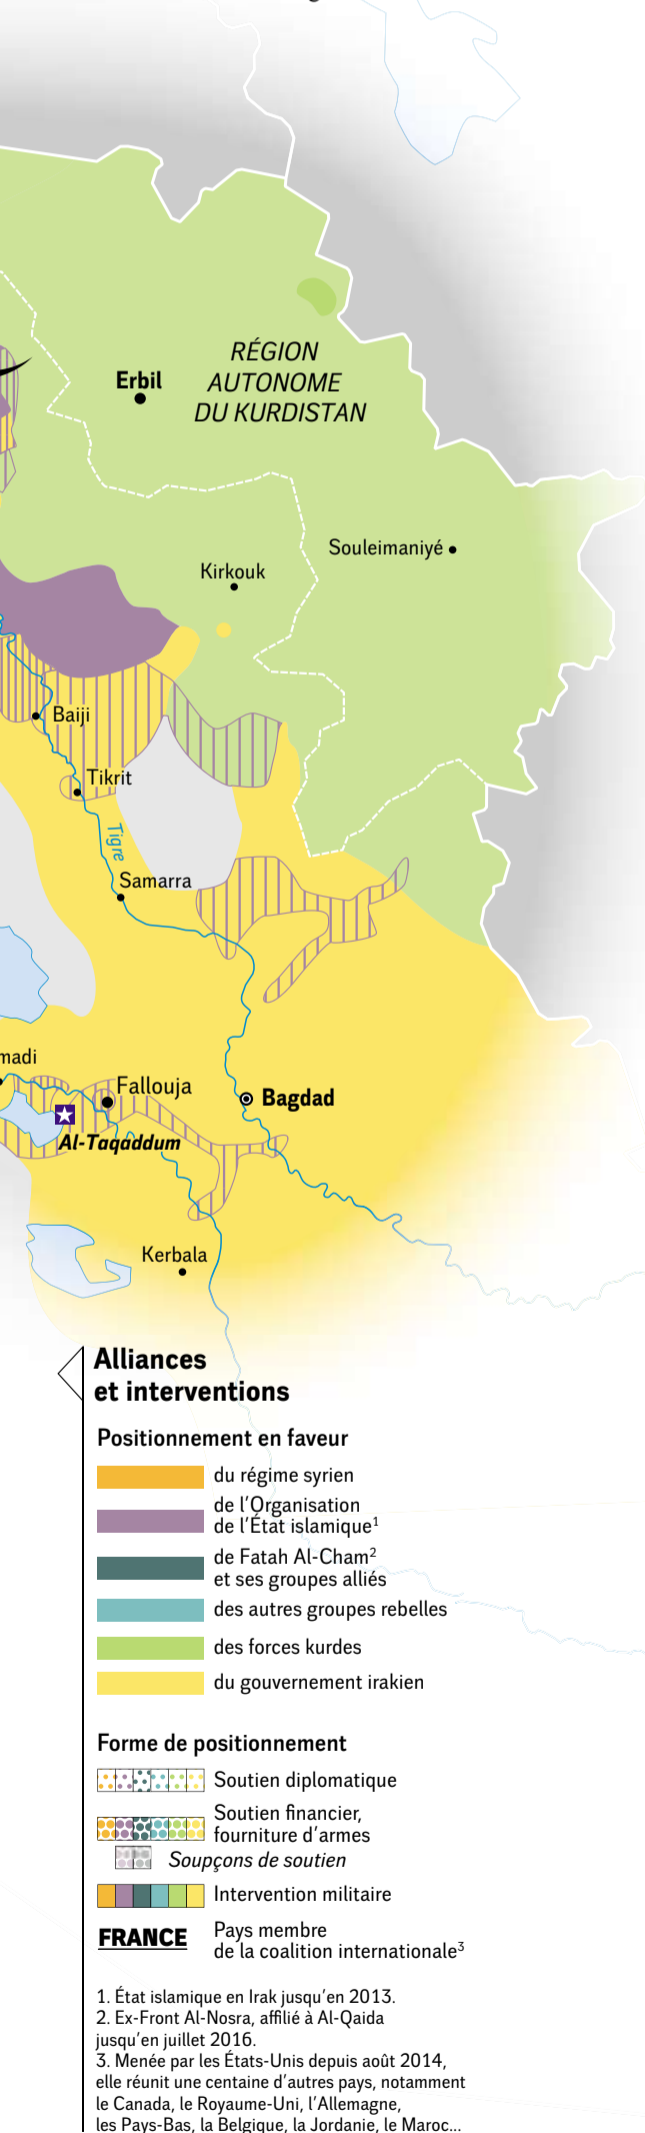 RÉGION
AUTONOME
DU KURDISTAN
Erbil
Souleimaniyé
Kirkouk
Baiji
Tikrit
Tigre
Samarra
madi
Fallouja
Bagdad
Al-Taqaddum
Kerbala
Alliances
et interventions
Positionnement en faveur
du régime syrien
de l'Organisation
de l'État islamique¹
de Fatah Al-Cham²
et ses groupes alliés
des autres groupes rebelles
des forces kurdes
du gouvernement irakien
Forme de positionnement
Soutien diplomatique
Soutien financier,
fourniture d'armes
Soupçons de soutien
Intervention militaire
FRANCE
Pays membre
de la coalition internationale³
1. État islamique en Irak jusqu'en 2013.
2. Ex-Front Al-Nosra, affilié à Al-Qaida
jusqu'en juillet 2016.
3. Menée par les États-Unis depuis août 2014,
elle réunit une centaine d'autres pays, notamment
le Canada, le Royaume-Uni, l'Allemagne,
les Pays-Bas, la Belgique, la Jordanie, le Maroc...